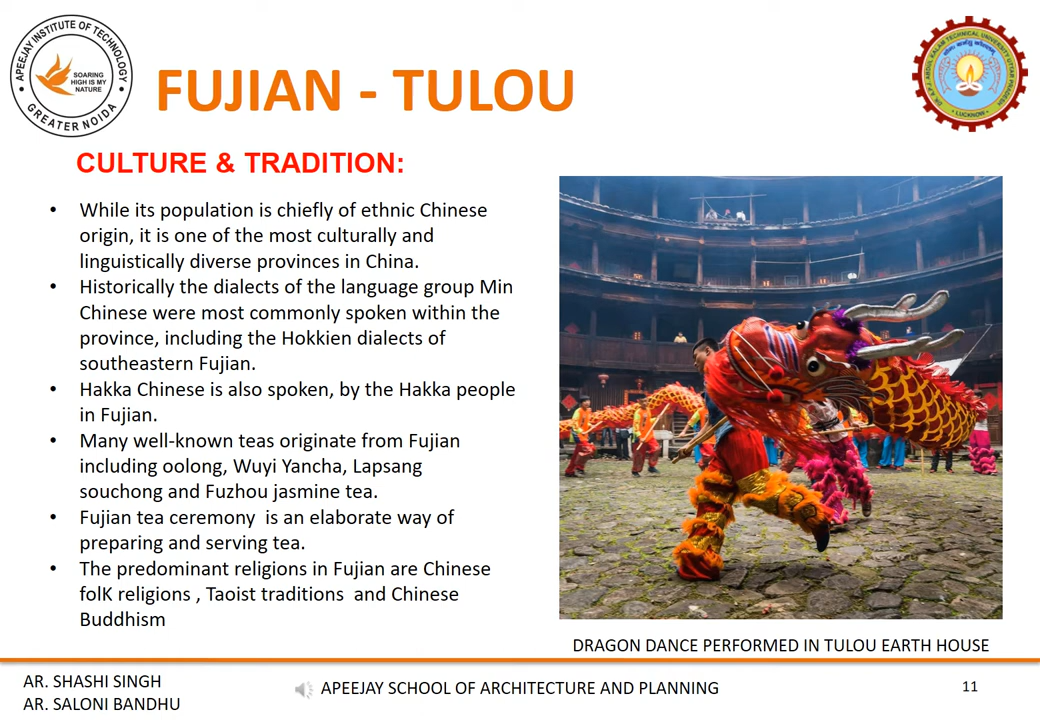 APEEJAY INSTITUTE OF TECHNOLOGY
SOARING
HIGH IS MY
NATURE
GREATER NOIDA
FUJIAN - TULOU
DR. A.P.J. ABDUL KALAM TECHNICAL UNIVERSITY UTTAR PRADESH
LUCKNOW
CULTURE & TRADITION:
• While its population is chiefly of ethnic Chinese
origin, it is one of the most culturally and
linguistically diverse provinces in China.
• Historically the dialects of the language group Min
Chinese were most commonly spoken within the
province, including the Hokkien dialects of
southeastern Fujian.
• Hakka Chinese is also spoken, by the Hakka people
in Fujian.
• Many well-known teas originate from Fujian
including oolong, Wuyi Yancha, Lapsang
souchong and Fuzhou jasmine tea.
• Fujian tea ceremony  is an elaborate way of
preparing and serving tea.
• The predominant religions in Fujian are Chinese
folK religions , Taoist traditions  and Chinese
Buddhism
DRAGON DANCE PERFORMED IN TULOU EARTH HOUSE
AR. SHASHI SINGH
AR. SALONI BANDHU
APEEJAY SCHOOL OF ARCHITECTURE AND PLANNING
11